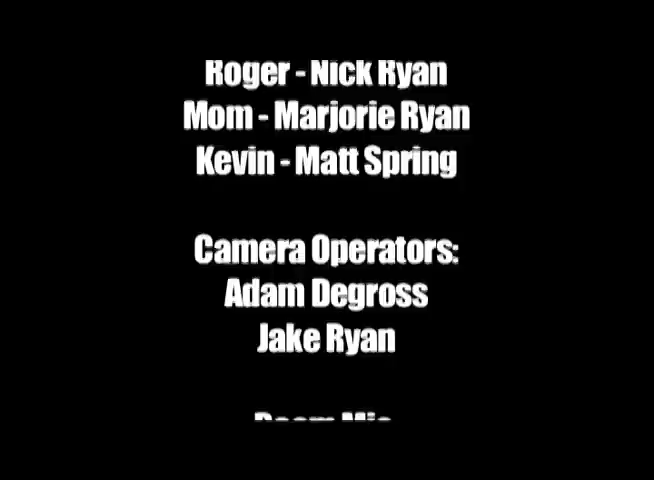 Roger - Nick Ryan
Mom - Marjorie Ryan
Kevin - Matt Spring
Camera Operators:
Adam Degross
Jake Ryan